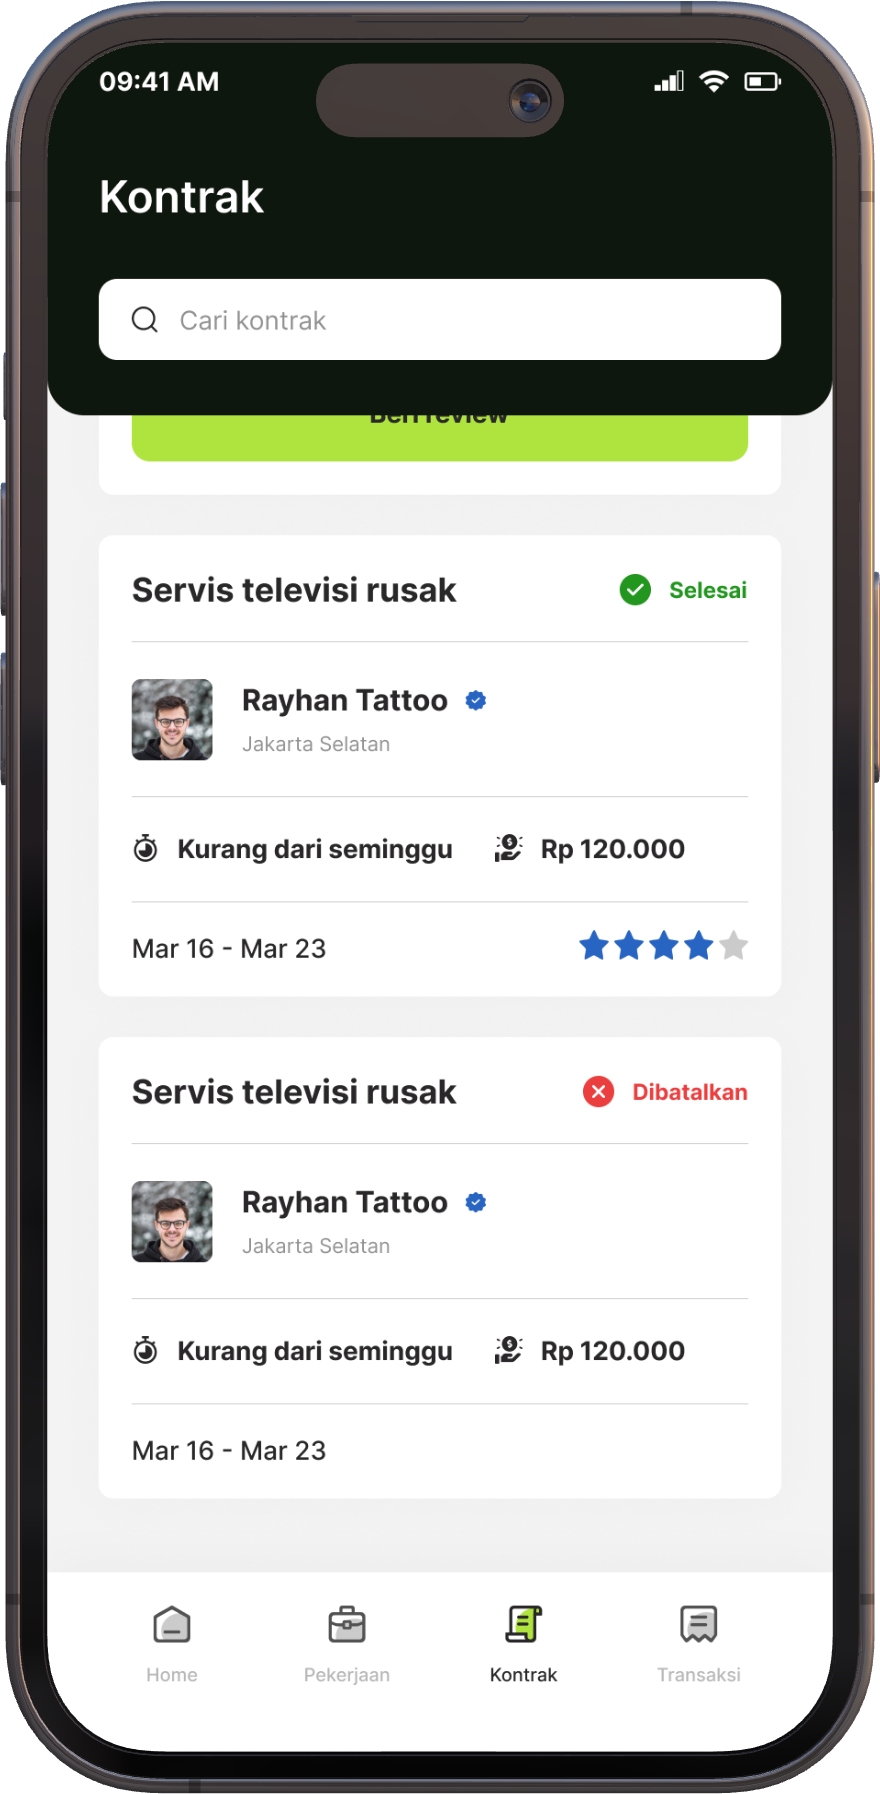 09:41 AM
Kontrak
Cari kontrak
Beri review
Servis televisi rusak
Selesai
Rayhan Tattoo
Jakarta Selatan
Kurang dari seminggu
Rp 120.000
Mar 16 - Mar 23
Servis televisi rusak
Dibatalkan
Rayhan Tattoo
Jakarta Selatan
Kurang dari seminggu
Rp 120.000
Mar 16 - Mar 23
Home
Pekerjaan
Kontrak
Transaksi